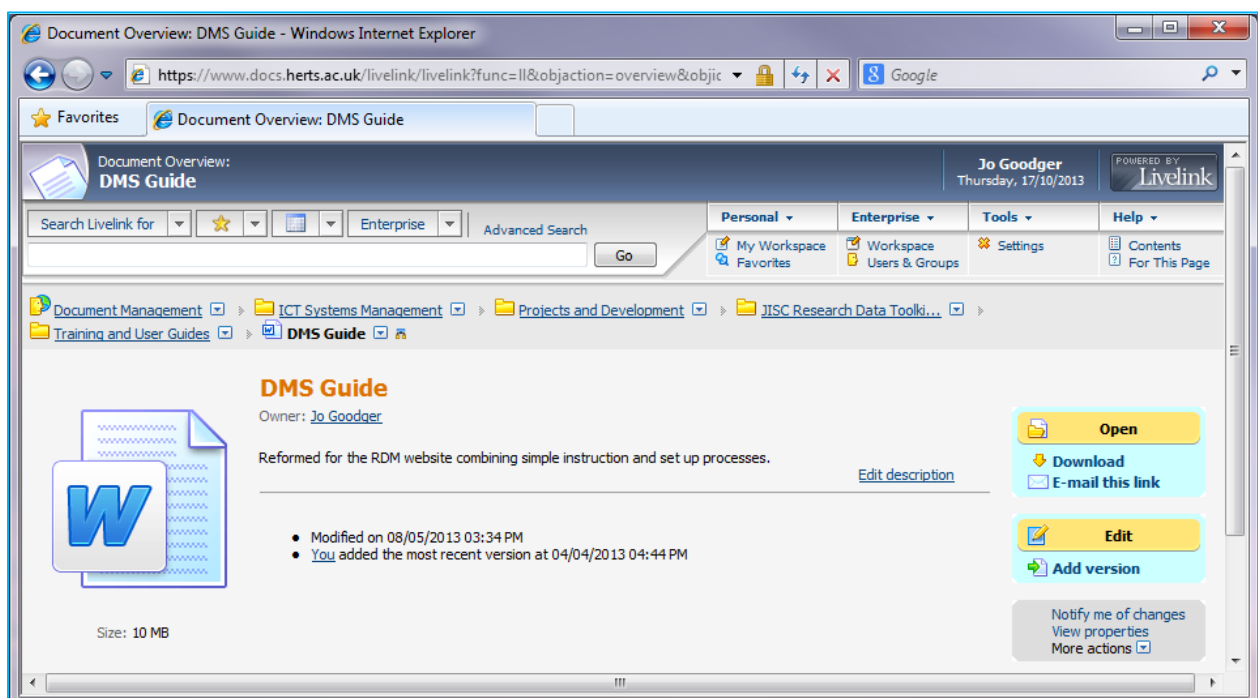 Document Overview: DMS Guide - Windows Internet Explorer
https://www.docs.herts.ac.uk/livelink/livelink?func=ll&objaction=overview&objic
Google
Favorites
Document Overview: DMS Guide
Document Overview:
DMS Guide
Jo Goodger
Thursday, 17/10/2013
POWERED BY
Livelink
Search Livelink for
Enterprise
Advanced Search
Go
Personal
My Workspace
Favorites
Enterprise
Workspace
Users & Groups
Tools
Settings
Help
Contents
For This Page
Document Management ICT Systems Management Projects and Development JISC Research Data Toolki...
Training and User Guides DMS Guide
DMS Guide
Owner: Jo Goodger
Reformed for the RDM website combining simple instruction and set up processes.
Edit description
• Modified on 08/05/2013 03:34 PM
• You added the most recent version at 04/04/2013 04:44 PM
W
Size: 10 MB
Open
Download
E-mail this link
Edit
Add version
Notify me of changes
View properties
More actions